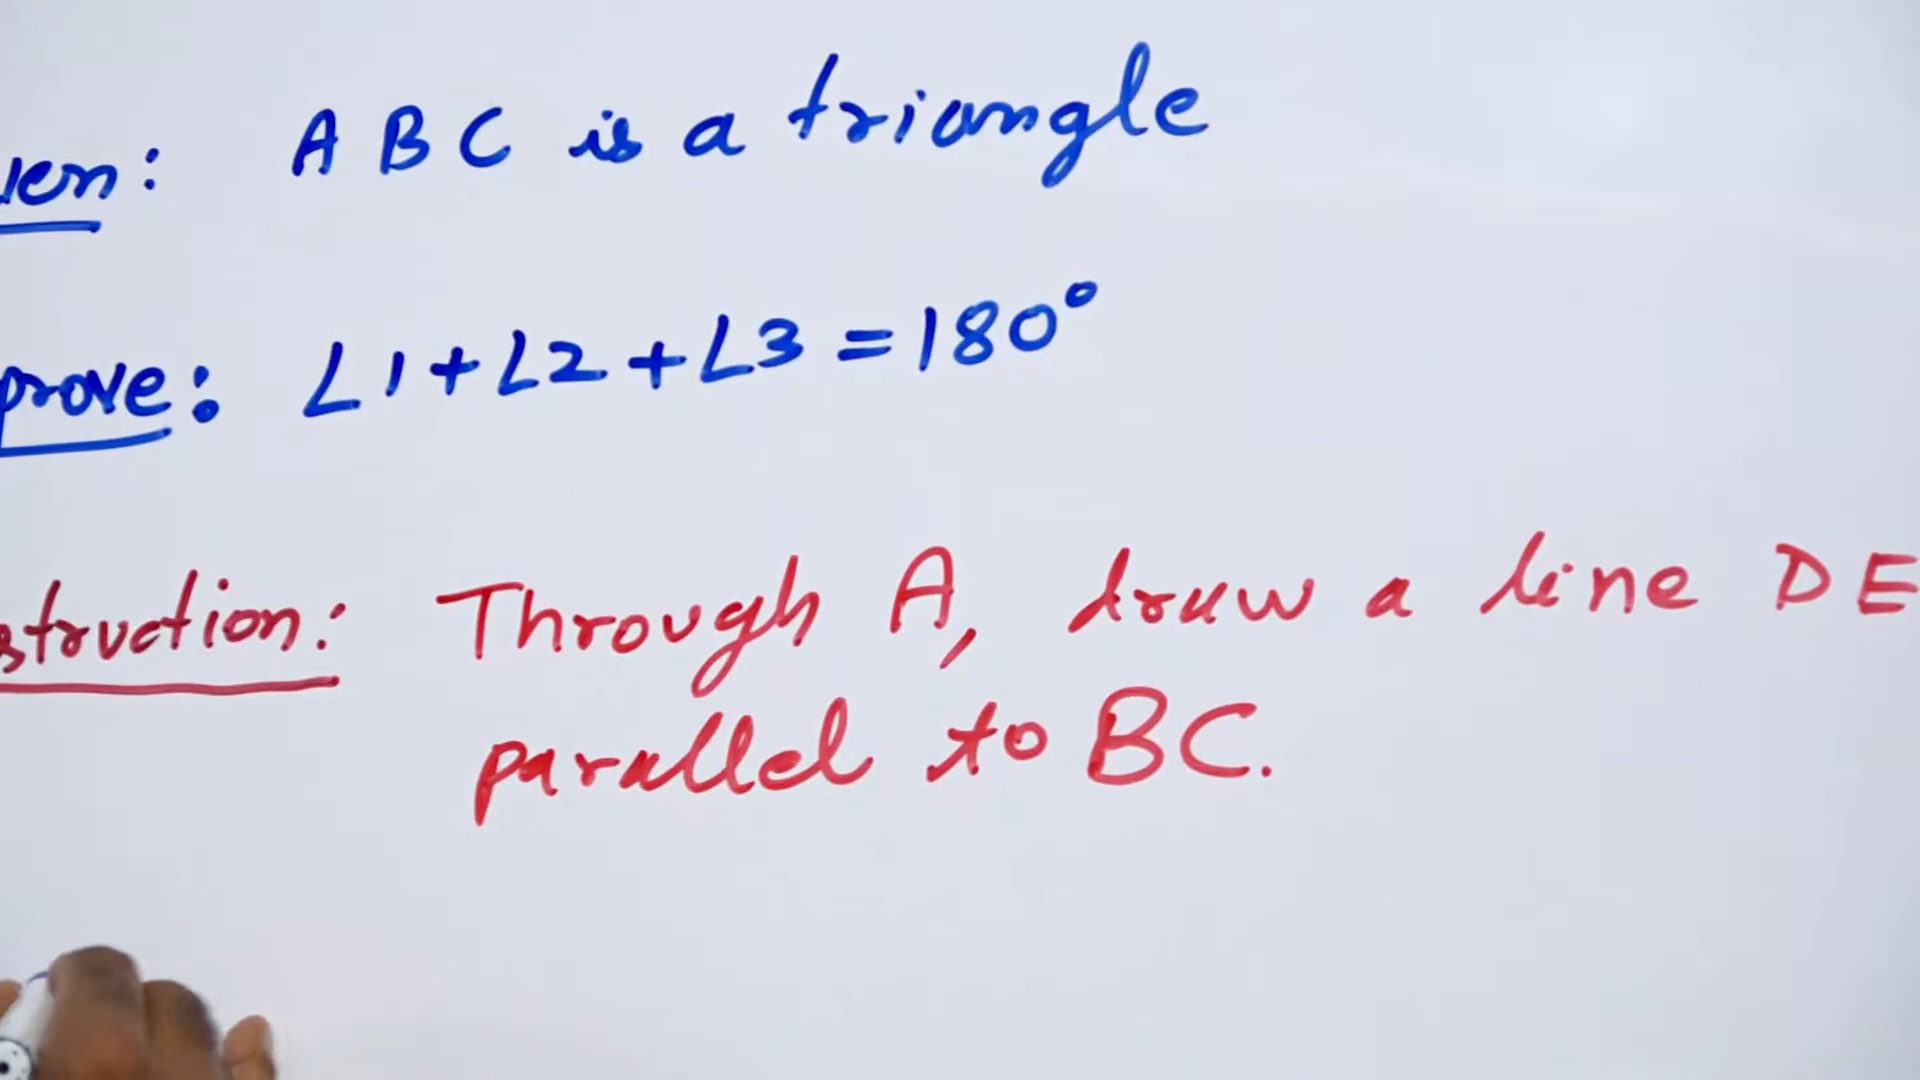 ven: ABC is a triangle
prove: ∠1+∠2+∠3=180°
struction: Through A, draw a line DE
parallel to BC.